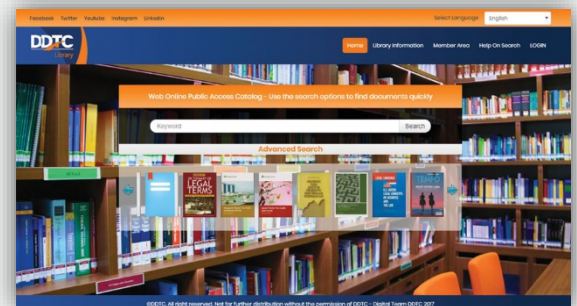 Facebook Twitter Youtube Instagram LinkedIn
Select Language English
DDTC
Library
Home Library Information Member Area Help On Search LOGIN
Web Online Public Access Catalog - Use the search options to find documents quickly
Keyword Search
Advanced Search
LEGAL
TERMS
TEMPO
©DDTC. All right reserved. Not for further distribution without the permission of DDTC - Digital Team DDTC 2017